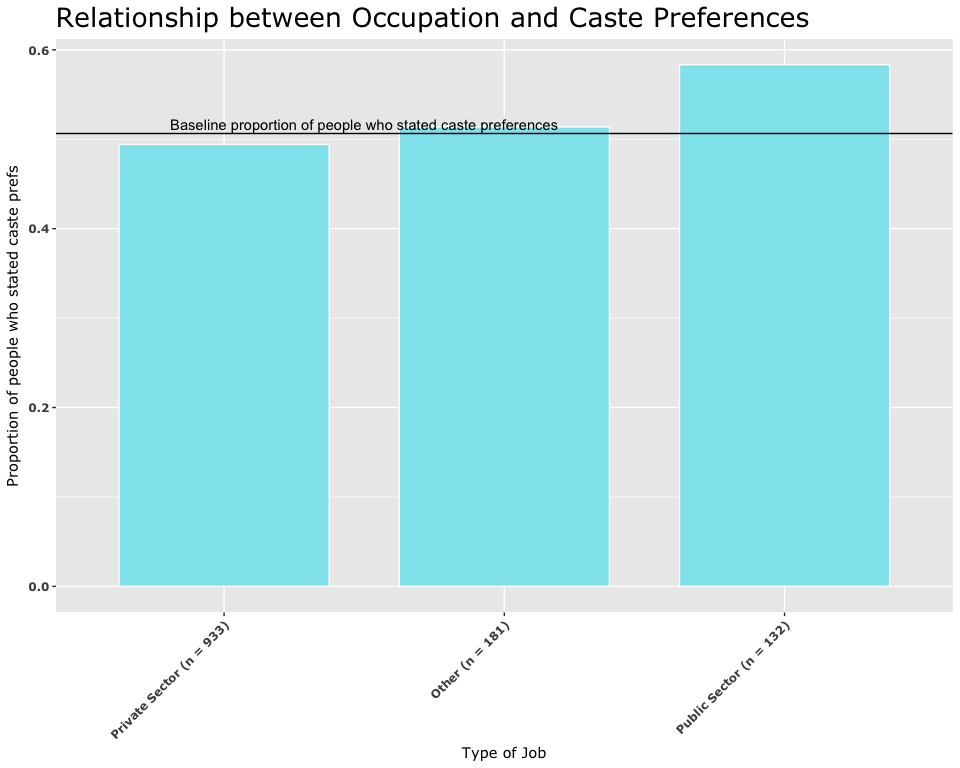 Relationship between Occupation and Caste Preferences
0.6
Baseline proportion of people who stated caste preferences
0.4
0.2
0.0
Proportion of people who stated caste prefs
Private Sector (n = 933)
Other (n = 181)
Public Sector (n = 132)
Type of Job